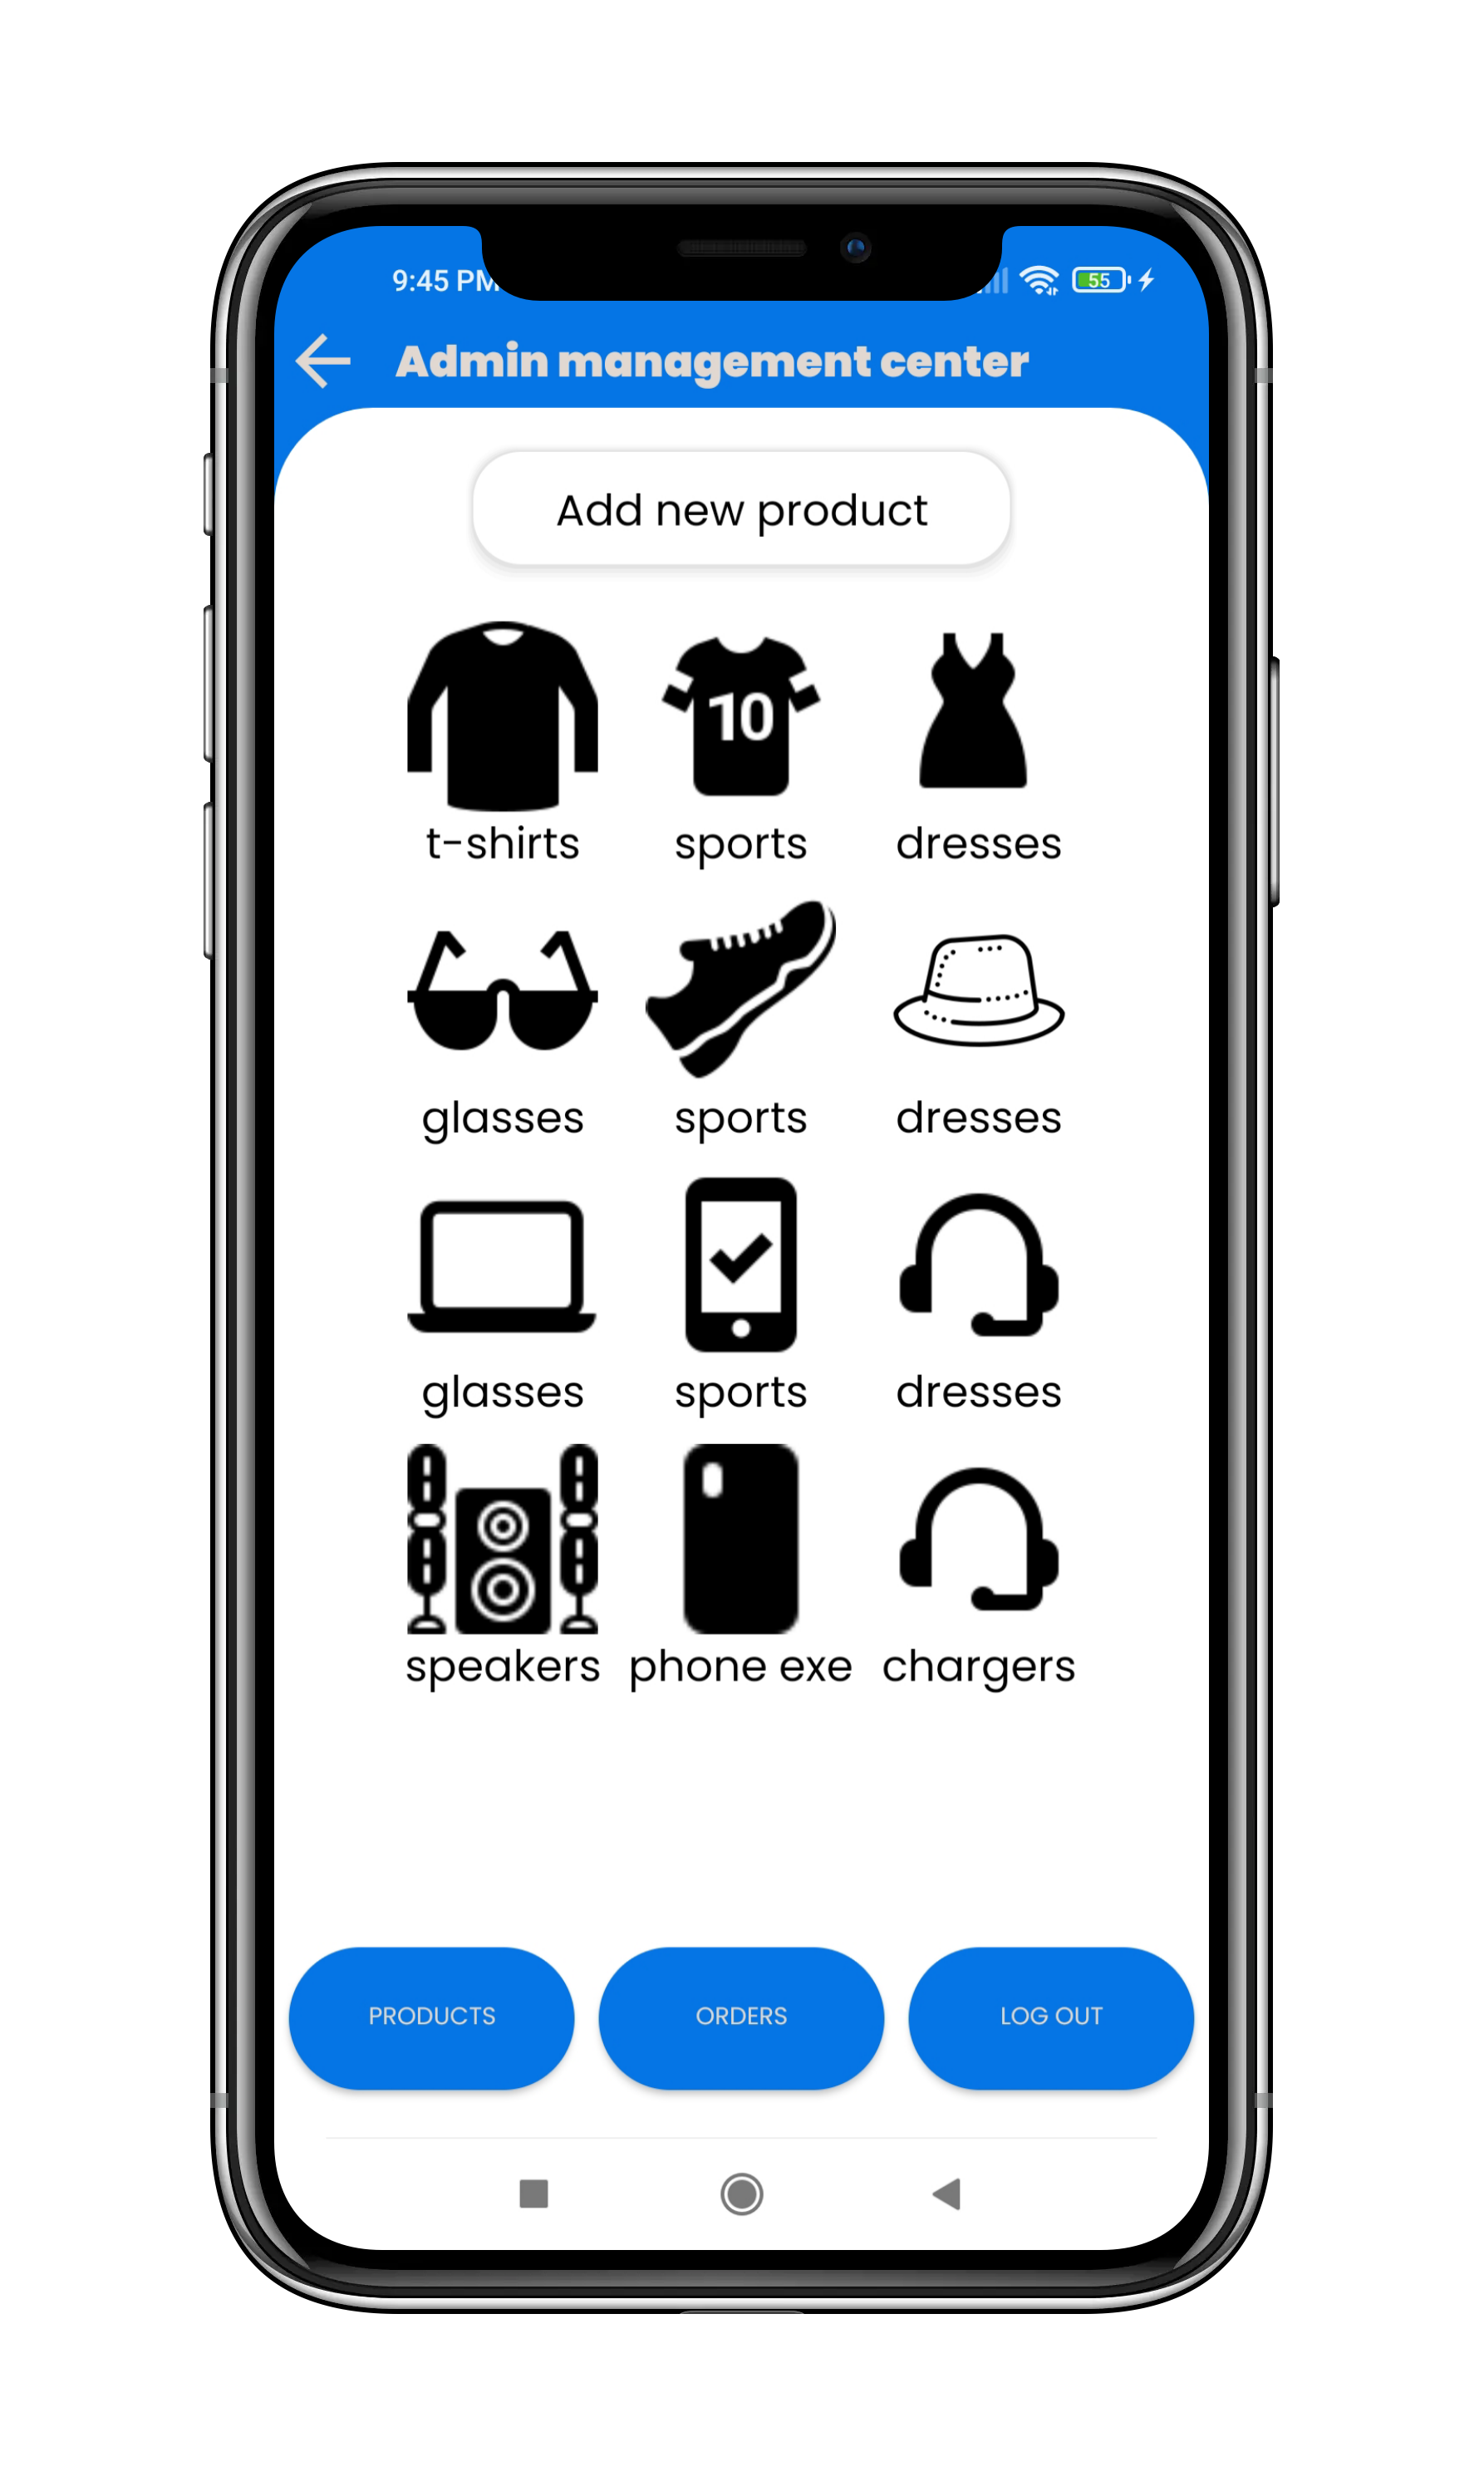 9:45 PM
55
Admin management center
Add new product
10
t-shirts sports dresses
glasses sports dresses
glasses sports dresses
speakers phone exe chargers
PRODUCTS ORDERS LOG OUT